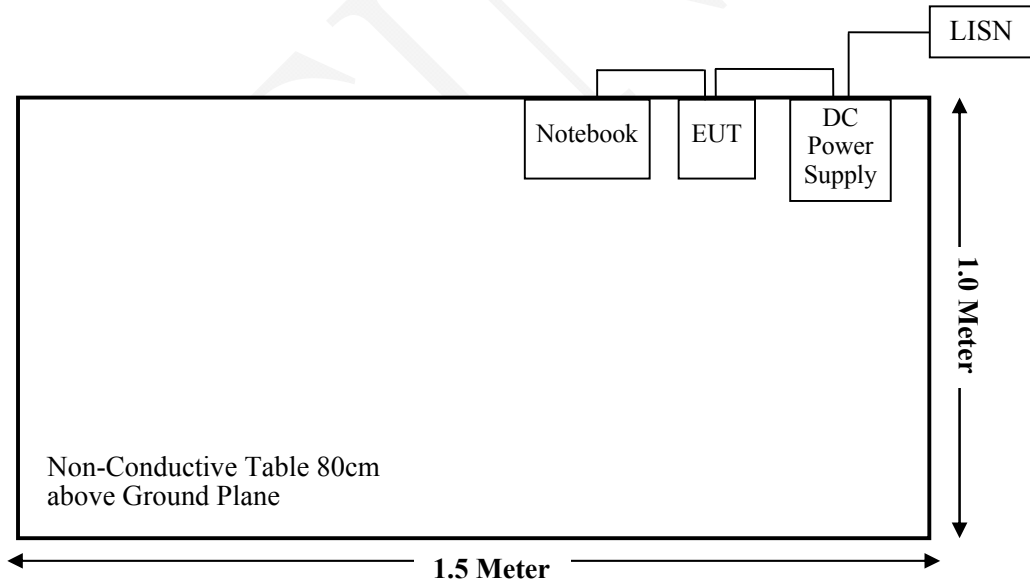 LISN
Notebook
EUT
DC
Power
Supply
1.0 Meter
Non-Conductive Table 80cm
above Ground Plane
1.5 Meter